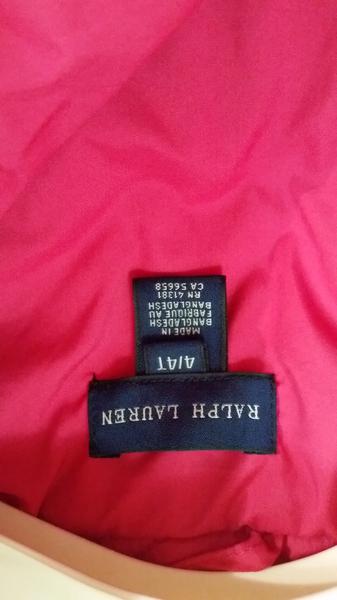 RALPH LAUREN
4/4T
MADE IN
BANGLADESH
FABRIQUE AU
BANGLADESH
RN 41381
CA 56658